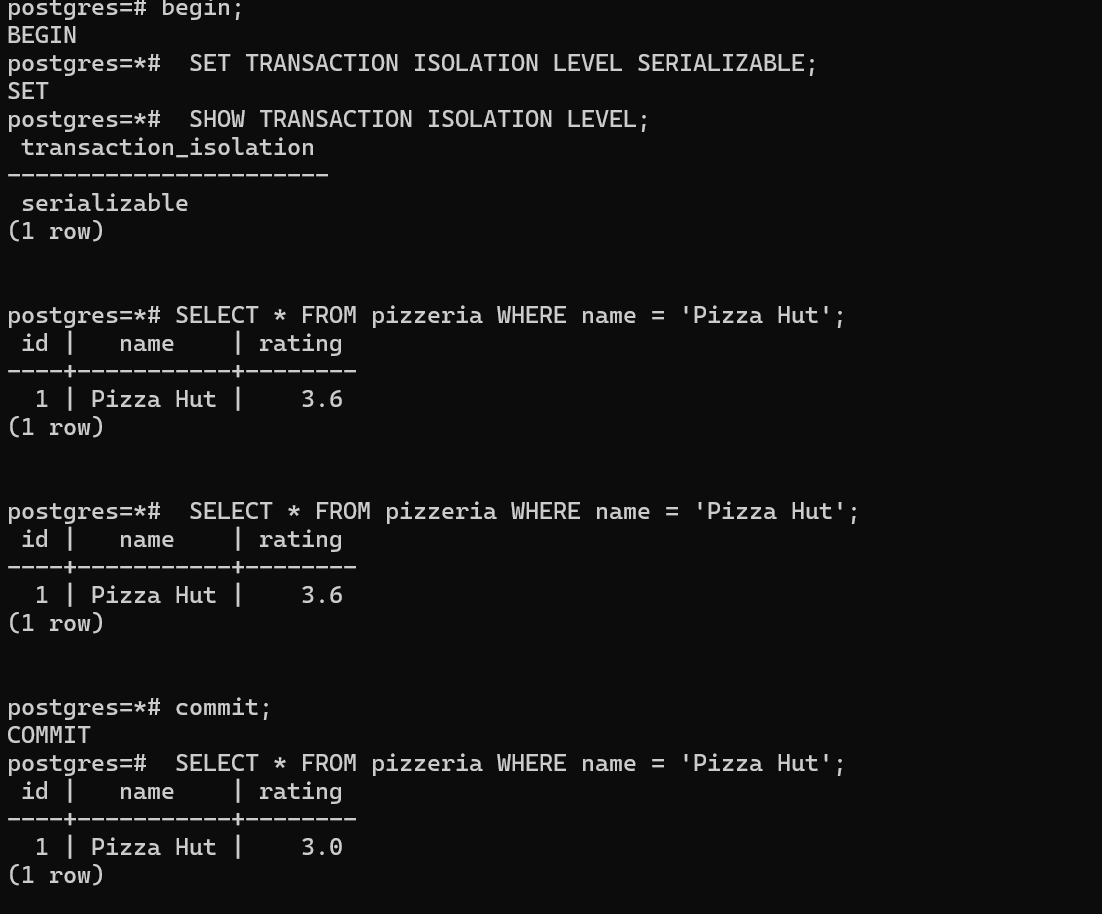 postgres=# begin;
BEGIN
postgres=*#  SET TRANSACTION ISOLATION LEVEL SERIALIZABLE;
SET
postgres=*#  SHOW TRANSACTION ISOLATION LEVEL;
 transaction_isolation
-----------------------
 serializable
(1 row)


postgres=*# SELECT * FROM pizzeria WHERE name = 'Pizza Hut';
 id |   name    | rating
----+-----------+--------
  1 | Pizza Hut |    3.6
(1 row)


postgres=*#  SELECT * FROM pizzeria WHERE name = 'Pizza Hut';
 id |   name    | rating
----+-----------+--------
  1 | Pizza Hut |    3.6
(1 row)


postgres=*# commit;
COMMIT
postgres=#  SELECT * FROM pizzeria WHERE name = 'Pizza Hut';
 id |   name    | rating
----+-----------+--------
  1 | Pizza Hut |    3.0
(1 row)